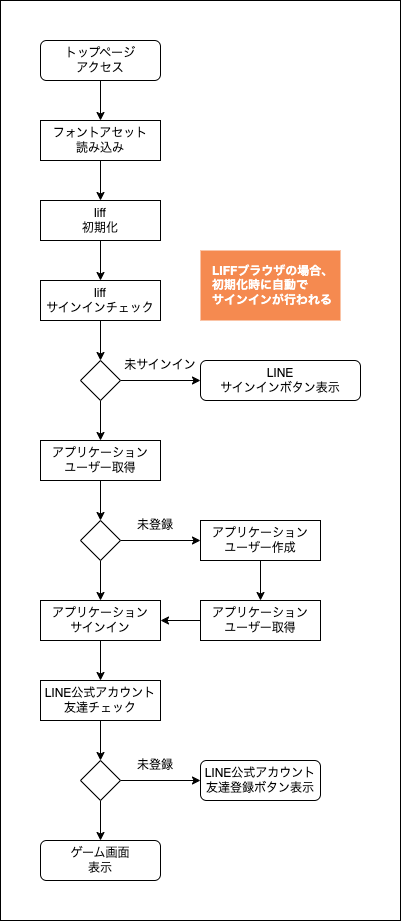 トップページ
アクセス
フォントアセット
読み込み
liff
初期化
LIFFブラウザの場合、
初期化時に自動で
サインインが行われる
liff
サインインチェック
未サインイン
LINE
サインインボタン表示
アプリケーション
ユーザー取得
未登録
アプリケーション
ユーザー作成
アプリケーション
サインイン
アプリケーション
ユーザー取得
LINE公式アカウント
友達チェック
未登録
LINE公式アカウント
友達登録ボタン表示
ゲーム画面
表示